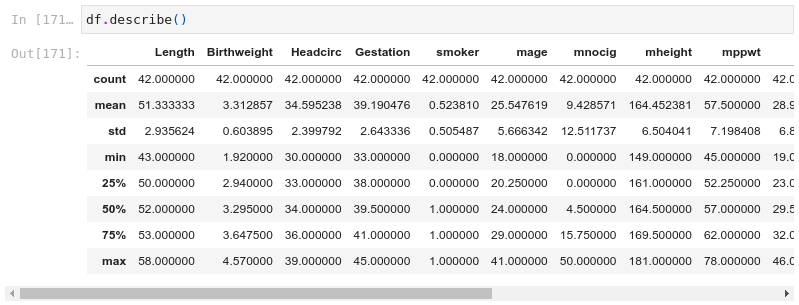 In [171… df.describe()
Out[171]:
Length Birthweight Headcirc Gestation smoker mage mnocig mheight mppwt
count 42.000000 42.000000 42.000000 42.000000 42.000000 42.000000 42.000000 42.000000 42.000000 42.0
mean 51.333333 3.312857 34.595238 39.190476 0.523810 25.547619 9.428571 164.452381 57.500000 28.9
std 2.935624 0.603895 2.399792 2.643336 0.505487 5.666342 12.511737 6.504041 7.198408 6.8
min 43.000000 1.920000 30.000000 33.000000 0.000000 18.000000 0.000000 149.000000 45.000000 19.0
25% 50.000000 2.940000 33.000000 38.000000 0.000000 20.250000 0.000000 161.000000 52.250000 23.0
50% 52.000000 3.295000 34.000000 39.500000 1.000000 24.000000 4.500000 164.500000 57.000000 29.5
75% 53.000000 3.647500 36.000000 41.000000 1.000000 29.000000 15.750000 169.500000 62.000000 32.0
max 58.000000 4.570000 39.000000 45.000000 1.000000 41.000000 50.000000 181.000000 78.000000 46.0